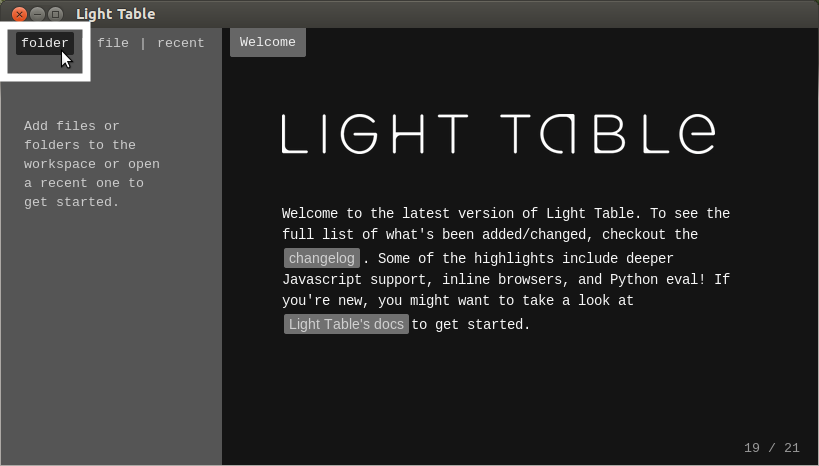 Light Table
folder file | recent
Welcome
Add files or
folders to the
workspace or open
a recent one to
get started.
LIGHT TABLE
Welcome to the latest version of Light Table. To see the
full list of what's been added/changed, checkout the
changelog . Some of the highlights include deeper
Javascript support, inline browsers, and Python eval! If
you're new, you might want to take a look at
Light Table's docs to get started.
19 / 21